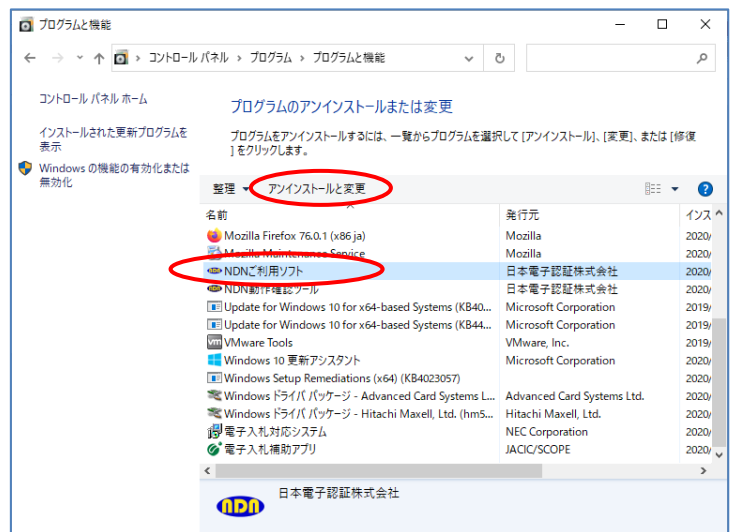 プログラムと機能
コントロール パネル › プログラム › プログラムと機能
コントロール パネル ホーム
インストールされた更新プログラムを
表示
Windows の機能の有効化または
無効化
プログラムのアンインストールまたは変更
プログラムをアンインストールするには、一覧からプログラムを選択して [アンインストール]、[変更]、または [修復
] をクリックします。
整理 アンインストールと変更
名前 発行元 インス
Mozilla Firefox 76.0.1 (x86 ja) Mozilla 2020/
Mozilla Maintenance Service Mozilla 2020/
NDNご利用ソフト 日本電子認証株式会社 2020/
NDN動作確認ツール 日本電子認証株式会社 2020/
Update for Windows 10 for x64-based Systems (KB40... Microsoft Corporation 2019/
Update for Windows 10 for x64-based Systems (KB44... Microsoft Corporation 2019/
VMware Tools VMware, Inc. 2019/
Windows 10 更新アシスタント Microsoft Corporation 2020/
Windows Setup Remediations (x64) (KB4023057) 2020/
Windows ドライバ パッケージ - Advanced Card Systems L... Advanced Card Systems Ltd. 2020/
Windows ドライバ パッケージ - Hitachi Maxell, Ltd. (hm5... Hitachi Maxell, Ltd. 2020/
電子入札対応システム NEC Corporation 2020/
電子入札補助アプリ JACIC/SCOPE 2020/
NDN 日本電子認証株式会社